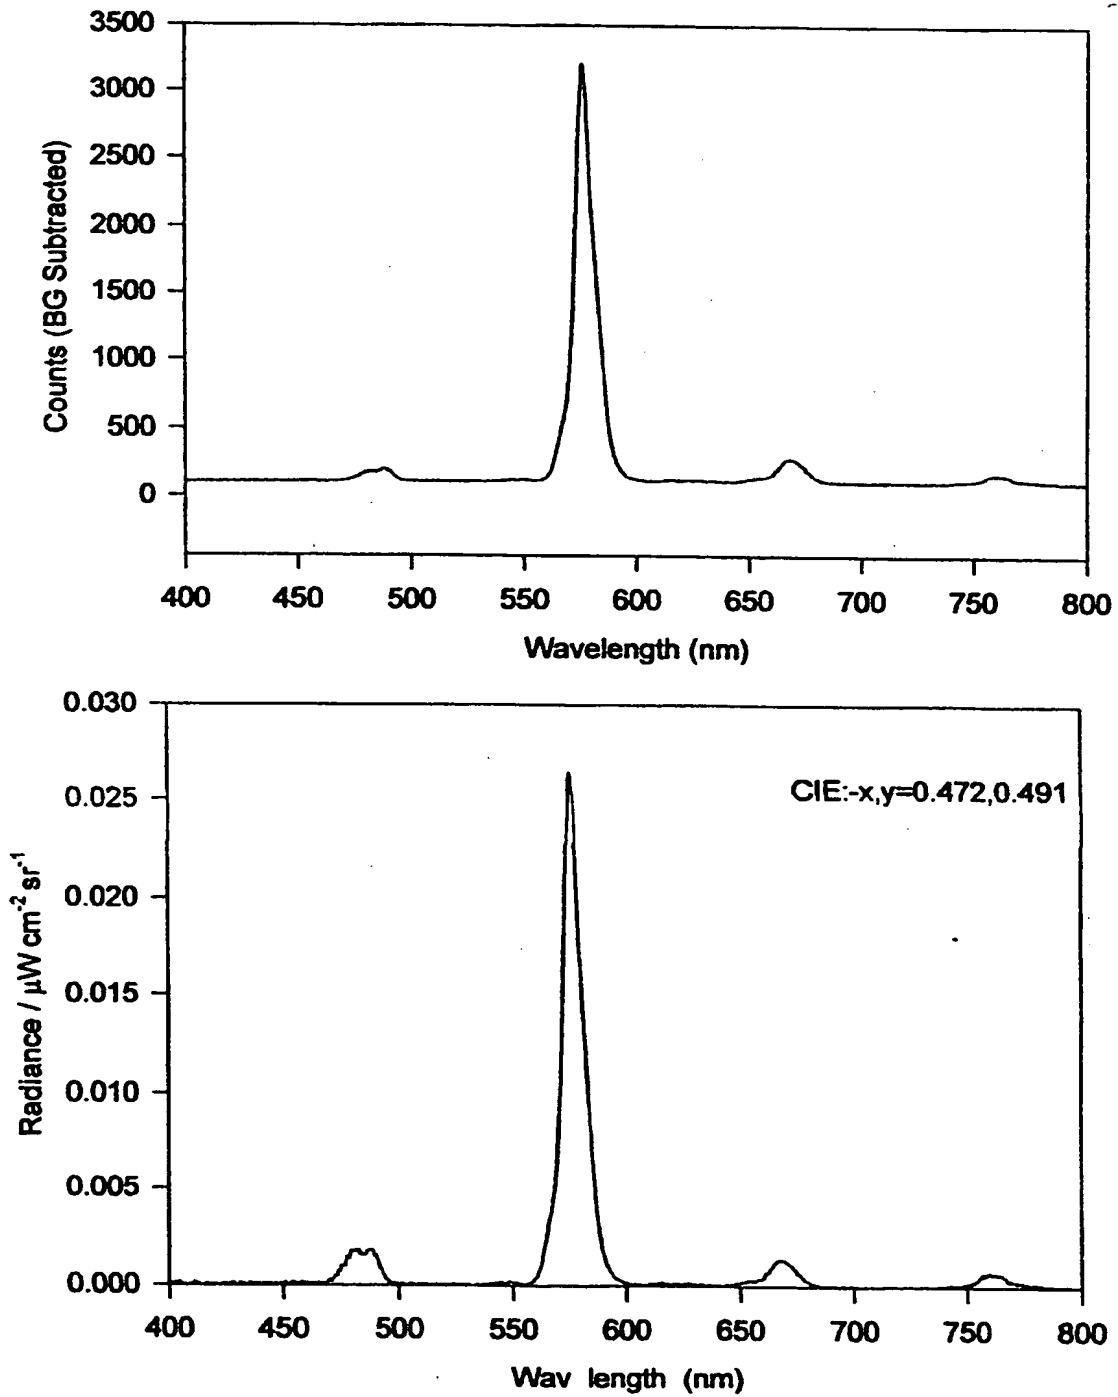 3500
3000
2500
2000
1500
1000
500
0
Counts (BG Subtracted)
400 450 500 550 600 650 700 750 800
Wavelength (nm)
0.030
0.025
0.020
0.015
0.010
0.005
0.000
Radiance / μW cm-2 sr-1
CIE:-x,y=0.472,0.491
400 450 500 550 600 650 700 750 800
Wav length (nm)